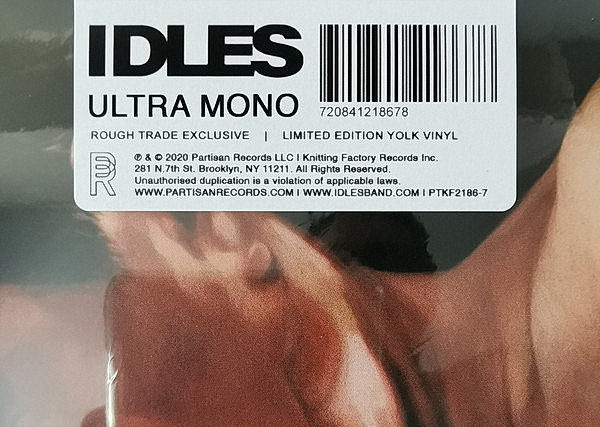 IDLES
ULTRA MONO
720841218678
ROUGH TRADE EXCLUSIVE | LIMITED EDITION YOLK VINYL
℗ & © 2020 Partisan Records LLC I Knitting Factory Records Inc.
281 N.7th St. Brooklyn, NY 11211. All Rights Reserved.
Unauthorised duplication is a violation of applicable laws.
WWW.PARTISANRECORDS.COM I WWW.IDLESBAND.COM I PTKF2186-7